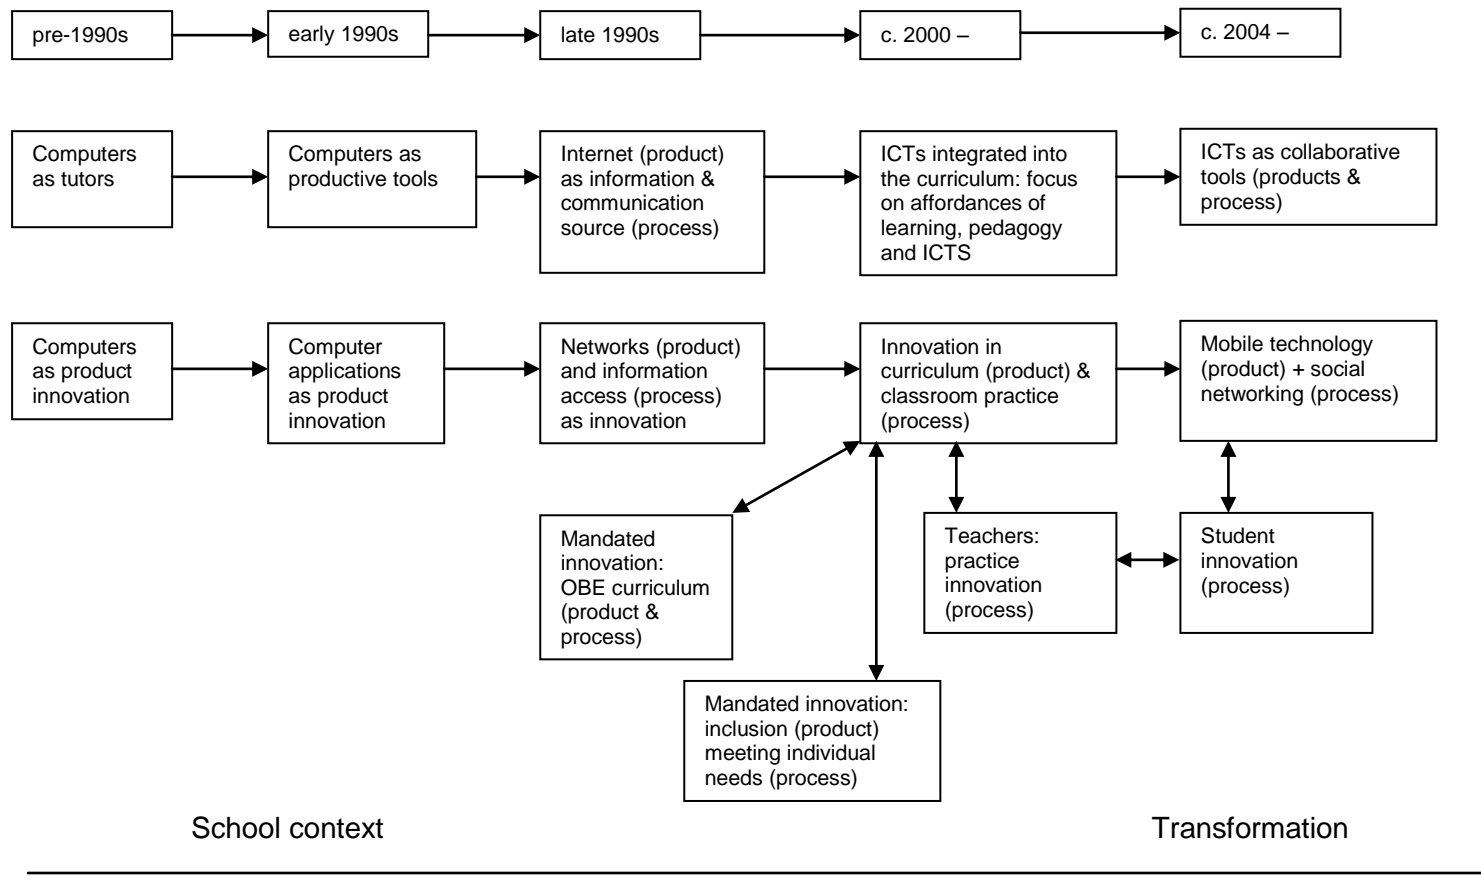 pre-1990s
early 1990s
late 1990s
c. 2000 –
c. 2004 –
Computers
as tutors
Computers as
productive tools
Internet (product)
as information &
communication
source (process)
ICTs integrated into
the curriculum: focus
on affordances of
learning, pedagogy
and ICTS
ICTs as collaborative
tools (products &
process)
Computers
as product
innovation
Computer
applications
as product
innovation
Networks (product)
and information
access (process)
as innovation
Innovation in
curriculum (product) &
classroom practice
(process)
Mobile technology
(product) + social
networking (process)
Mandated
innovation:
OBE curriculum
(product &
process)
Teachers:
practice
innovation
(process)
Student
innovation
(process)
Mandated innovation:
inclusion (product)
meeting individual
needs (process)
School context
Transformation